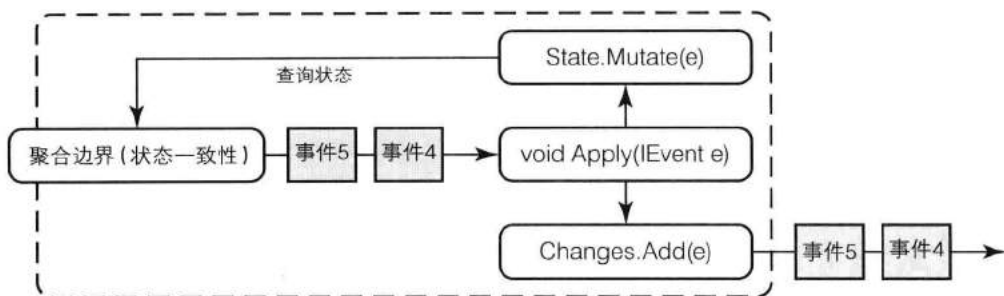 State.Mutate(e)
查询状态
聚合边界(状态一致性)
事件5
事件4
void Apply(IEvent e)
Changes.Add(e)
事件5
事件4